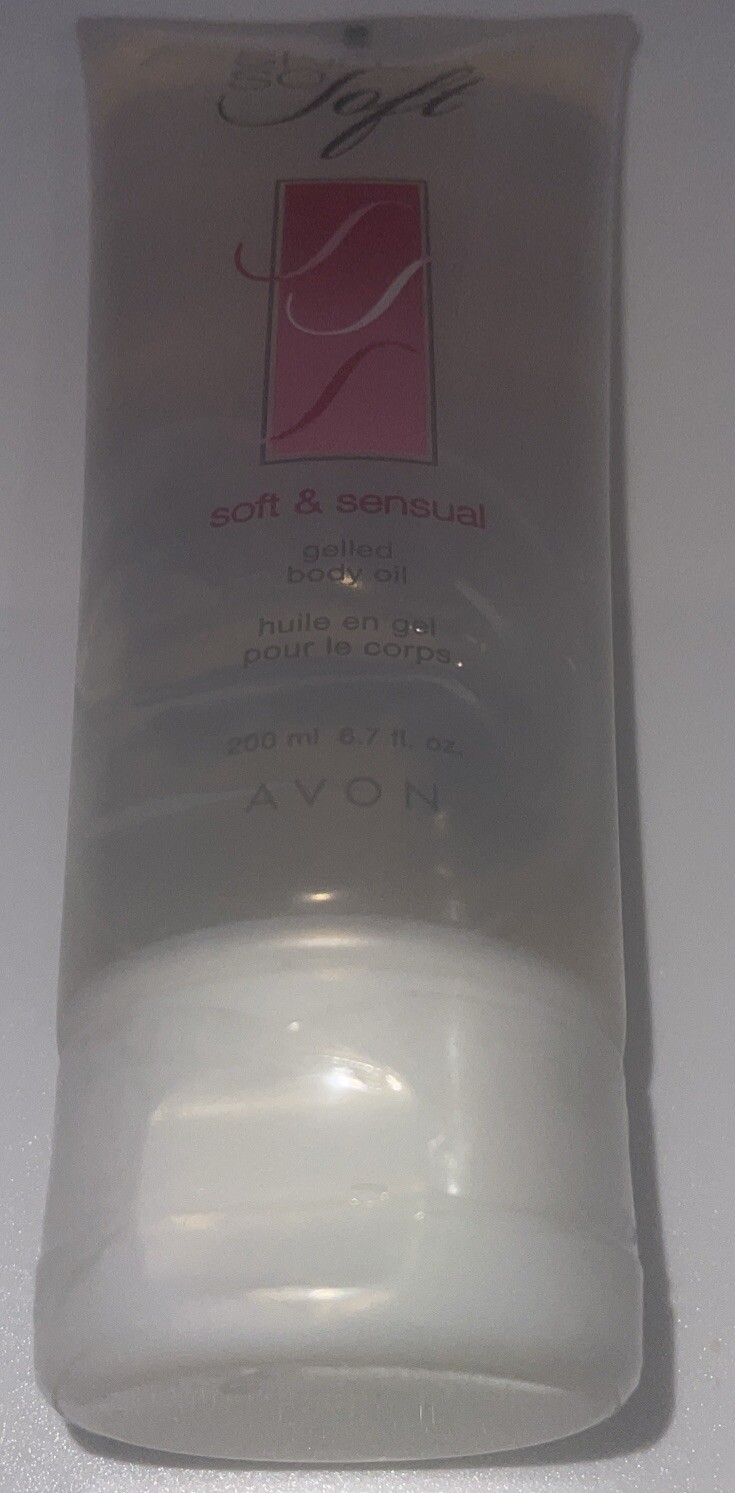 SO
Soft
soft & sensual
gelled
body oil
huile en gel
pour le corps
200 ml 6.7 fl. oz.
AVON